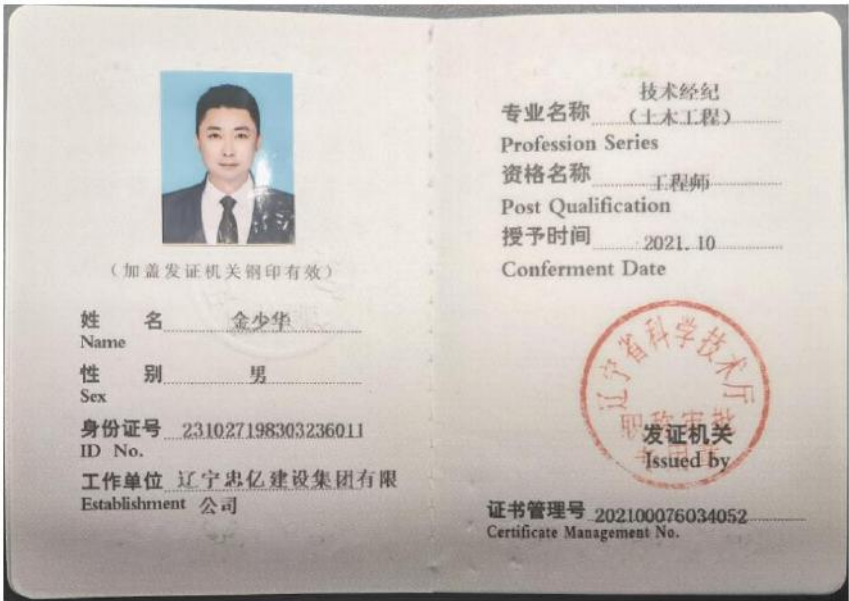 (加盖发证机关钢印有效)
姓 名 金少华
Name
性 别 男
Sex
身份证号 231027198303236011
ID No.
工作单位 辽宁忠亿建设集团有限
Establishment 公司
技术经纪
专业名称 (土木工程)
Profession Series
资格名称 工程师
Post Qualification
授予时间 2021.10
Conferment Date
辽宁省科学技术厅
发证机关
Issued by
证书管理号 202100076034052
Certificate Management No.